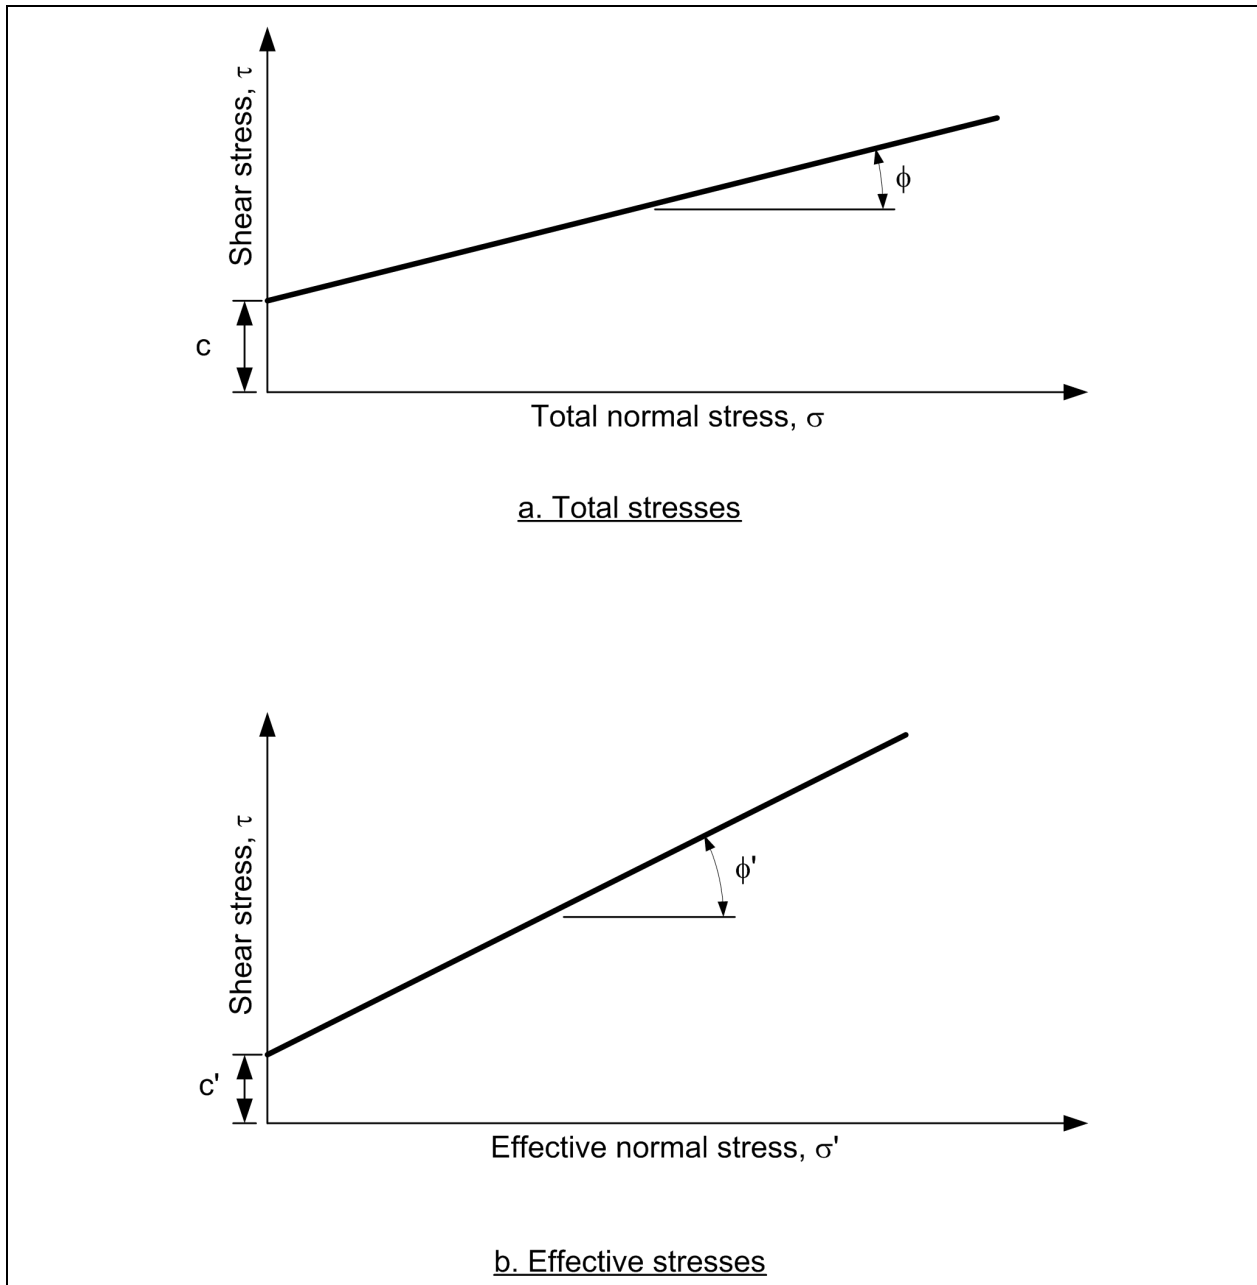 Shear stress, τ
ϕ
c
Total normal stress, σ
a. Total stresses
Shear stress, τ
ϕ'
c'
Effective normal stress, σ'
b. Effective stresses